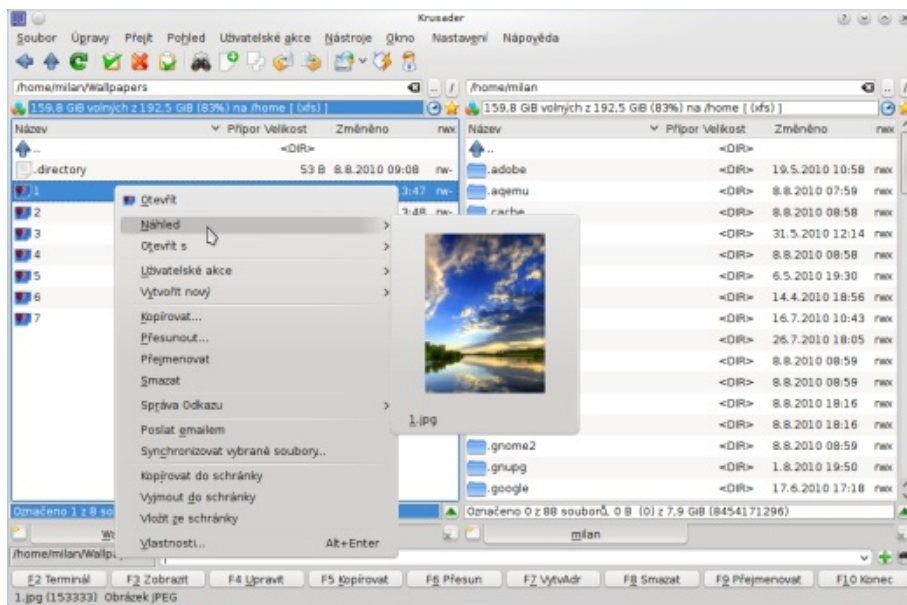 Krusader
Soubor Úpravy Přejít Pohled Uživatelské akce Nástroje Okno Nastavení Nápověda
/home/milan/Wallpapers .. / /home/milan .. /
159,8 GiB volných z 192,5 GiB (83%) na /home [ (xfs) ] 159,8 GiB volných z 192,5 GiB (83%) na /home [ (xfs) ]
Název Přípor Velikost Změněno rwx Název Přípor Velikost Změněno rwx
.. <DIR> .. <DIR>
.directory 53 B 8.8.2010 09:08 rw- .adobe <DIR> 19.5.2010 10:58 rwx
1 3:47 rw- .aqemu <DIR> 8.8.2010 07:59 rwx
2 3:48 rw- .cache <DIR> 8.8.2010 08:58 rwx
3 <DIR> 31.5.2010 12:14 rwx
4 <DIR> 8.8.2010 08:58 rwx
5 <DIR> 6.5.2010 19:30 rwx
6 <DIR> 14.4.2010 18:56 rwx
7 <DIR> 16.7.2010 10:43 rwx
<DIR> 26.7.2010 18:05 rwx
<DIR> 8.8.2010 08:59 rwx
<DIR> 8.8.2010 08:59 rwx
<DIR> 8.8.2010 18:16 rwx
<DIR> 8.8.2010 18:16 rwx
.gnome2 <DIR> 8.8.2010 08:59 rwx
.gnupg <DIR> 1.8.2010 19:50 rwx
.google <DIR> 17.6.2010 17:18 rwx
Otevřít
Náhled
Otevřít s
Uživatelské akce
Vytvořit nový
Kopírovat...
Přesunout...
Přejmenovat
Smazat
Správa Odkazu
Poslat emailem
Synchronizovat vybrané soubory..
Kopírovat do schránky
Vyjmout do schránky
Vložit ze schránky
Vlastnosti... Alt+Enter
1.jpg
Označeno 1 z 8 so Označeno 0 z 88 souborů, 0 B (0) z 7,9 GiB (8454171296)
milan
/home/milan/Wallp
F2 Terminál F3 Zobrazit F4 Upravit F5 Kopírovat F6 Přesun F7 VytvAdr F8 Smazat F9 Přejmenovat F10 Konec
1.jpg (153333) Obrázek JPEG